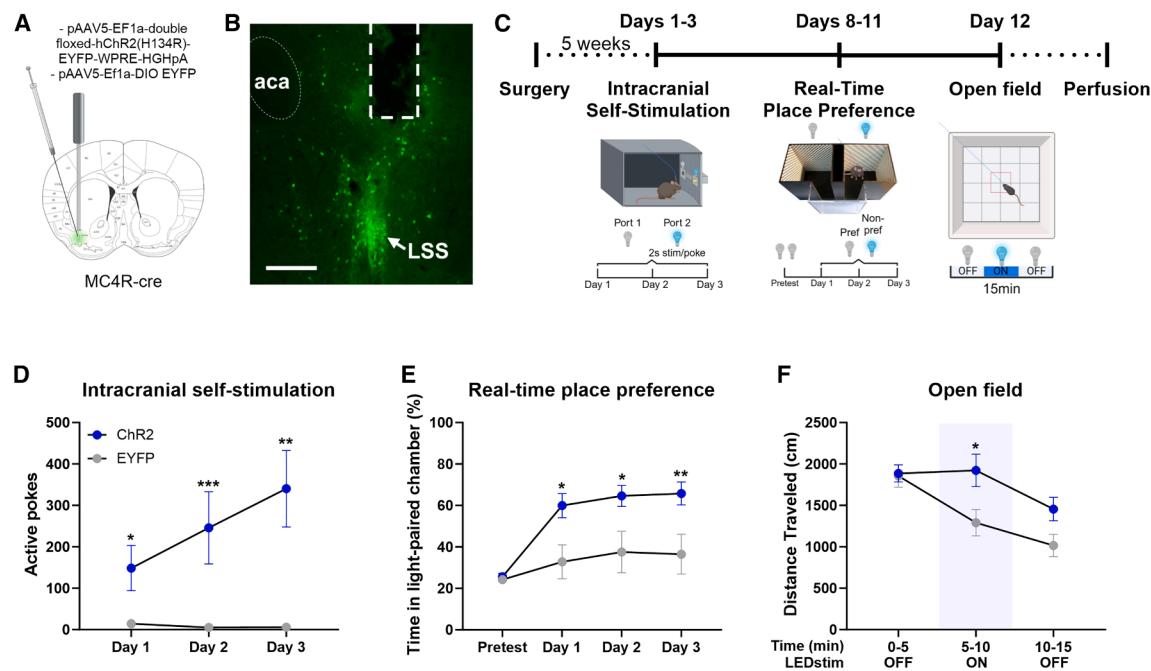 A
- pAAV5-EF1a-double
floxed-hChR2(H134R)-
EYFP-WPRE-HGHpA
- pAAV5-Ef1a-DIO EYFP
MC4R-cre
B
aca
LSS
C
Days 1-3
Days 8-11
Day 12
5 weeks
Surgery
Intracranial
Self-Stimulation
Real-Time
Place Preference
Open field
Perfusion
Port 1
Port 2
2s stim/poke
Day 1
Day 2
Day 3
Pref
Non-
pref
Pretest
Day 1
Day 2
Day 3
OFF
ON
OFF
15min
D
Intracranial self-stimulation
Active pokes
500
400
300
200
100
0
ChR2
EYFP
*
***
**
Day 1
Day 2
Day 3
E
Real-time place preference
Time in light-paired chamber (%)
100
80
60
40
20
0
*
*
**
Pretest
Day 1
Day 2
Day 3
F
Open field
Distance Traveled (cm)
2500
2000
1500
1000
500
0
*
Time (min)
0-5
5-10
10-15
LEDstim
OFF
ON
OFF